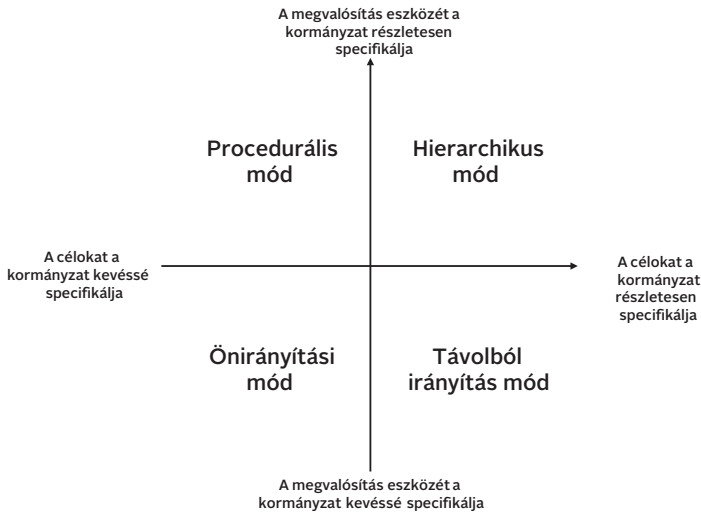 A megvalósítás eszközét a
kormányzat részletesen
specifikálja
Procedurális
mód
Hierarchikus
mód
A célokat a
kormányzat kevéssé
specifikálja
A célokat a
kormányzat
részletesen
specifikálja
Önirányítási
mód
Távolból
irányítás mód
A megvalósítás eszközét a
kormányzat kevéssé specifikálja